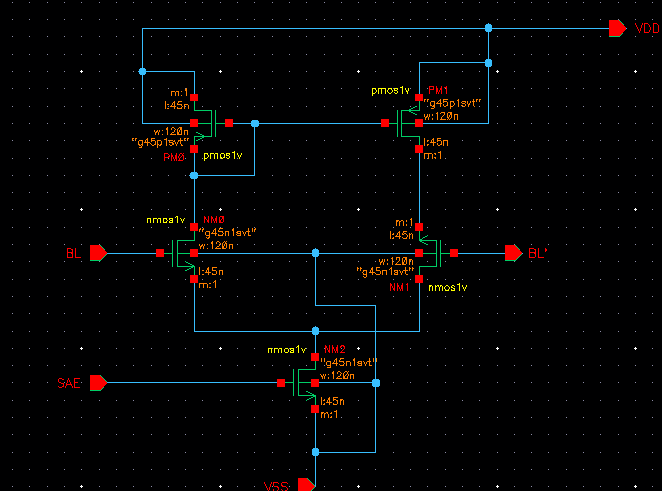 VDD
m:1
l:45n
w:120n
"g45p1svt"
PM0
pmos1v
pmos1v
PM1
"g45p1svt"
w:120n
l:45n
m:1
nmos1v
NM0
"g45n1svt"
w:120n
l:45n
m:1
BL
m:1
l:45n
w:120n
"g45n1svt"
NM1
nmos1v
BL'
nmos1v
NM2
"g45n1svt"
w:120n
l:45n
m:1
SAE
VSS